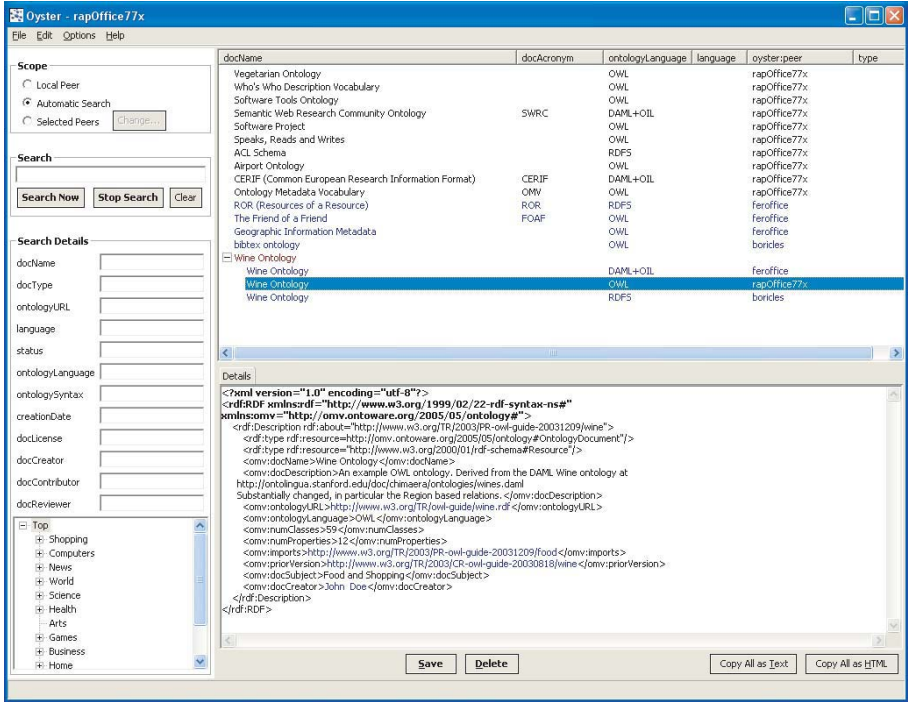 Oyster - rapOffice77x
File Edit Options Help
Scope
Local Peer
Automatic Search
Selected Peers Change...
Search
Search Now Stop Search Clear
Search Details
docName
docType
ontologyURL
language
status
ontologyLanguage
ontologySyntax
creationDate
docLicense
docCreator
docContributor
docReviewer
Top
Shopping
Computers
News
World
Science
Health
Arts
Games
Business
Home
docName docAcronym ontologyLanguage language oyster:peer type
Vegetarian Ontology OWL rapOffice77x
Who's Who Description Vocabulary OWL rapOffice77x
Software Tools Ontology OWL rapOffice77x
Semantic Web Research Community Ontology SWRC DAML+OIL rapOffice77x
Software Project OWL rapOffice77x
Speaks, Reads and Writes OWL rapOffice77x
ACL Schema RDFS rapOffice77x
Airport Ontology OWL rapOffice77x
CERIF (Common European Research Information Format) CERIF DAML+OIL rapOffice77x
Ontology Metadata Vocabulary OMV OWL rapOffice77x
ROR (Resources of a Resource) ROR RDFS feroffice
The Friend of a Friend FOAF OWL feroffice
Geographic Information Metadata OWL feroffice
bibtex ontology OWL boricles
Wine Ontology
Wine Ontology DAML+OIL feroffice
Wine Ontology OWL rapOffice77x
Wine Ontology RDFS boricles
Details
<?xml version="1.0" encoding="utf-8"?>
<rdf:RDF xmlns:rdf="http://www.w3.org/1999/02/22-rdf-syntax-ns#"
xmlns:omv="http://omv.ontoware.org/2005/05/ontology#">
<rdf:Description rdf:about="http://www.w3.org/TR/2003/PR-owl-guide-20031209/wine">
<rdf:type rdf:resource=http://omv.ontoware.org/2005/05/ontology#OntologyDocument"/>
<rdf:type rdf:resource="http://www.w3.org/2000/01/rdf-schema#Resource"/>
<omv:docName>Wine Ontology</omv:docName>
<omv:docDescription>An example OWL ontology. Derived from the DAML Wine ontology at
http://ontolingua.stanford.edu/doc/chimaera/ontologies/wines.daml
Substantially changed, in particular the Region based relations.</omv:docDescription>
<omv:ontologyURL>http://www.w3.org/TR/owl-guide/wine.rdf</omv:ontologyURL>
<omv:ontologyLanguage>OWL</omv:ontologyLanguage>
<omv:numClasses>59</omv:numClasses>
<omv:numProperties>12</omv:numProperties>
<omv:imports>http://www.w3.org/TR/2003/PR-owl-guide-20031209/food</omv:imports>
<omv:priorVersion>http://www.w3.org/TR/2003/CR-owl-guide-20030818/wine</omv:priorVersion>
<omv:docSubject>Food and Shopping</omv:docSubject>
<omv:docCreator>John Doe</omv:docCreator>
</rdf:Description>
</rdf:RDF>
Save Delete Copy All as Text Copy All as HTML